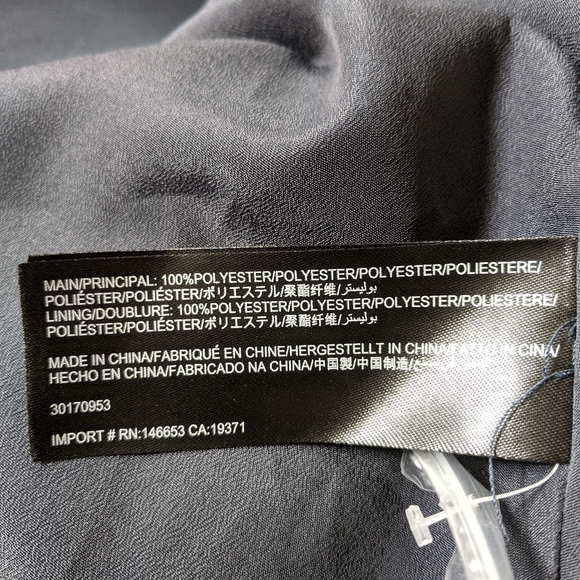 MAIN/PRINCIPAL: 100%POLYESTER/POLYESTER/POLYESTER/POLIESTERE/
POLIÉSTER/POLIÉSTER/ポリエステル/聚酯纤维/بوليستر
LINING/DOUBLURE: 100%POLYESTER/POLYESTER/POLYESTER/POLIESTERE/
POLIÉSTER/POLIÉSTER/ポリエステル/聚酯纤维/بوليستر
MADE IN CHINA/FABRIQUÉ EN CHINE/HERGESTELLT IN CHINA/FATTO IN CINA/
HECHO EN CHINA/FABRICADO NA CHINA/中国製/中国制造/
30170953
IMPORT # RN:146653 CA:19371